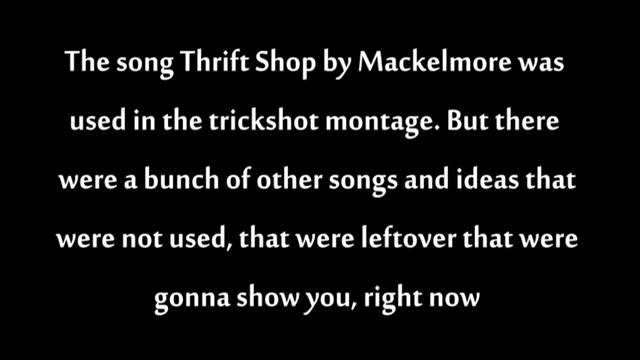 The song Thrift Shop by Mackelmore was
used in the trickshot montage. But there
were a bunch of other songs and ideas that
were not used, that were leftover that were
gonna show you, right now